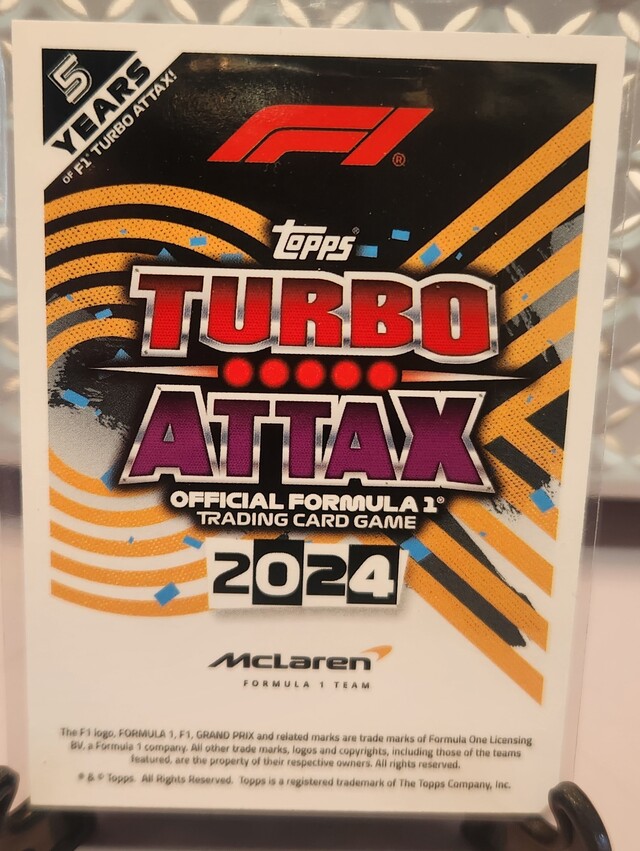 5
YEARS
OF F1® TURBO ATTAX!
F1®
TOPPS®
TURBO
ATTAX
OFFICIAL FORMULA 1®
TRADING CARD GAME
2024
McLaren
FORMULA 1 TEAM
The F1 logo, FORMULA 1, F1, GRAND PRIX and related marks are trade marks of Formula One Licensing
BV, a Formula 1 company. All other trade marks, logos and copyrights, including those of the teams
featured, are the property of their respective owners. All rights reserved.
® & © Topps. All Rights Reserved. Topps is a registered trademark of The Topps Company, Inc.